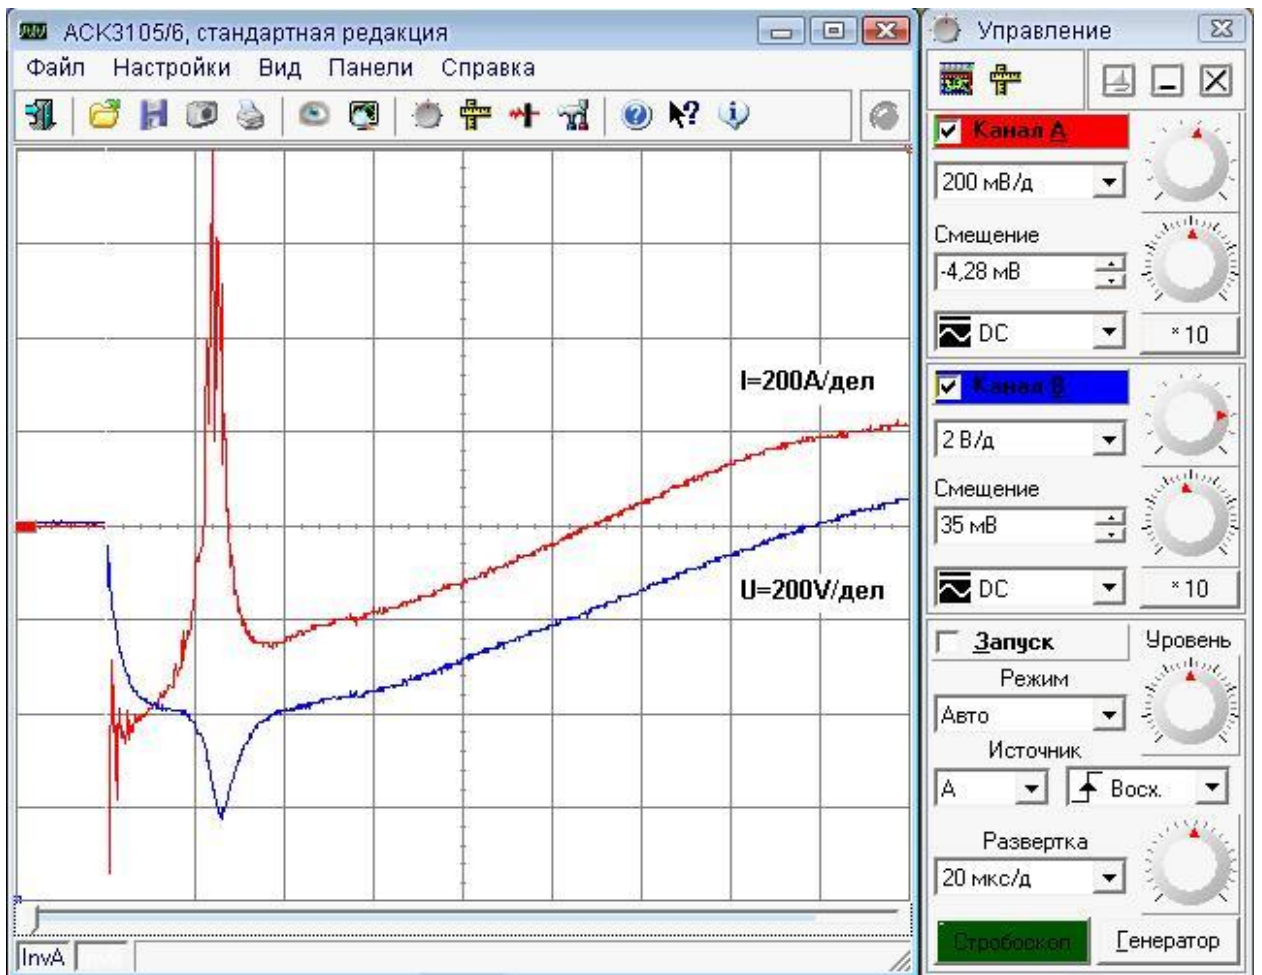 АСК3105/6, стандартная редакция
Файл Настройки Вид Панели Справка
I=200А/дел
U=200V/дел
InvA
Управление
Канал A
200 мВ/д
Смещение
-4,28 мВ
DC
* 10
Канал B
2 В/д
Смещение
35 мВ
DC
* 10
Запуск Уровень
Режим
Авто
Источник
A Восх.
Развертка
20 мкс/д
Стробоскоп Генератор